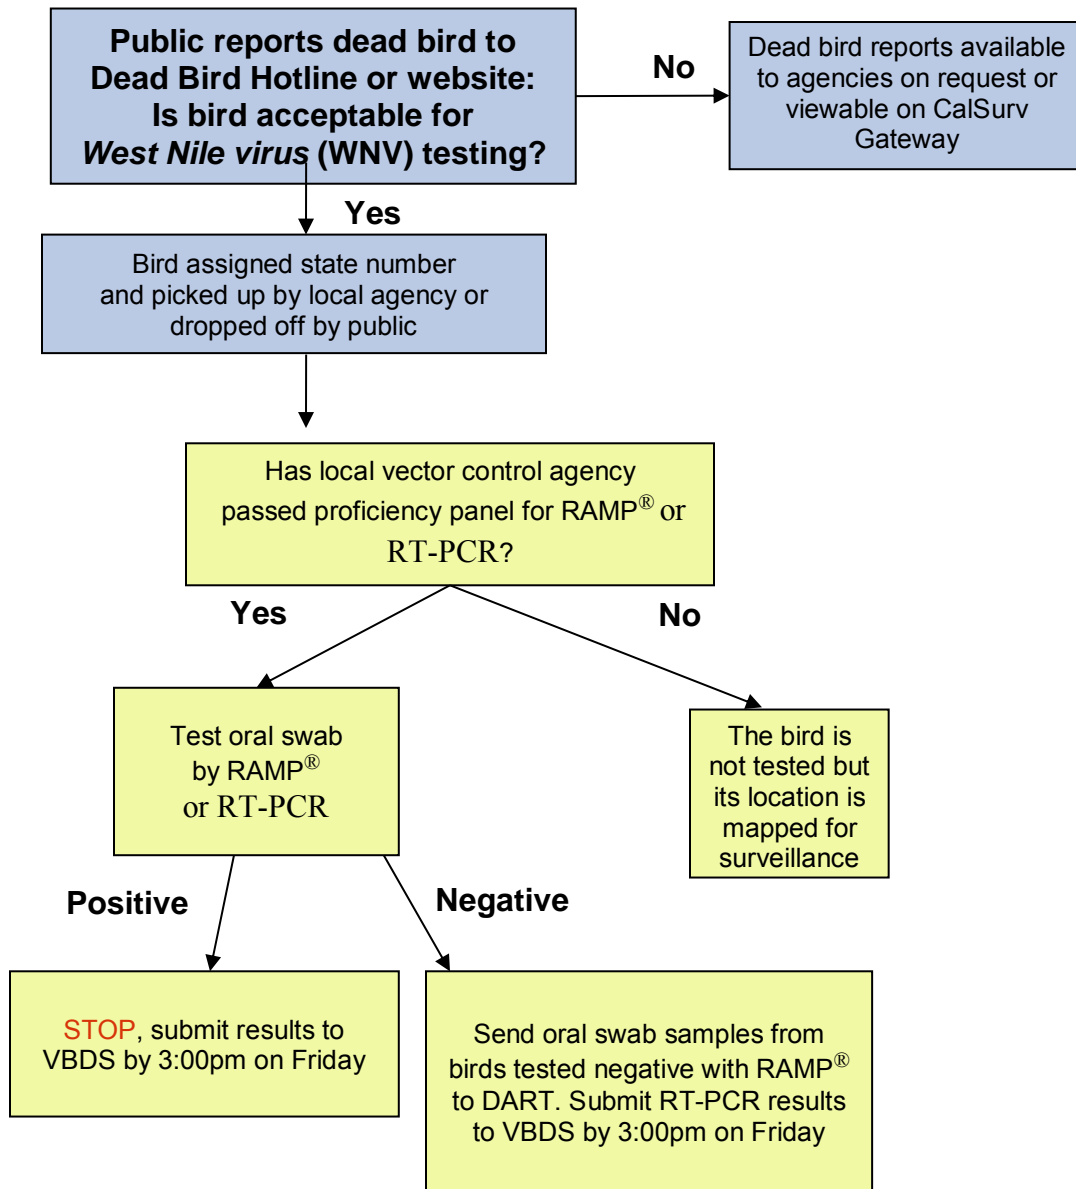 Public reports dead bird to
Dead Bird Hotline or website:
Is bird acceptable for
West Nile virus (WNV) testing?
No
Dead bird reports available
to agencies on request or
viewable on CalSurv
Gateway
Yes
Bird assigned state number
and picked up by local agency or
dropped off by public
Has local vector control agency
passed proficiency panel for RAMP® or
RT-PCR?
Yes
No
Test oral swab
by RAMP®
or RT-PCR
The bird is
not tested but
its location is
mapped for
surveillance
Positive
Negative
STOP, submit results to
VBDS by 3:00pm on Friday
Send oral swab samples from
birds tested negative with RAMP®
to DART. Submit RT-PCR results
to VBDS by 3:00pm on Friday